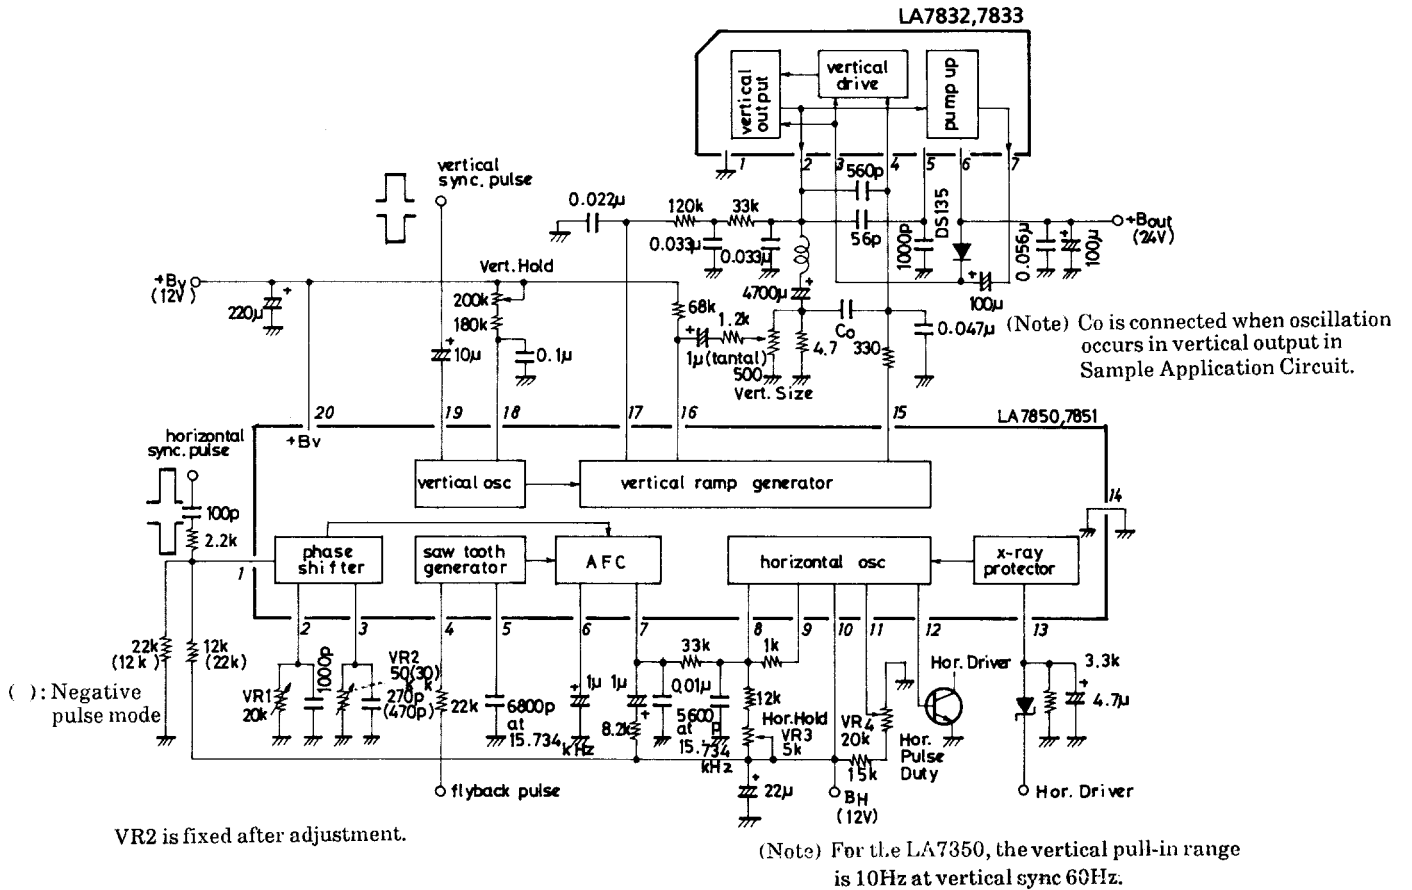 LA7832,7833
vertical output
vertical drive
pump up
1 2 3 4 5 6 7
vertical
sync. pulse
0.022μ
120k
33k
560p
56p
0.033μ
0.033μ
1000p
DS135
0.056μ
100μ
+Bout
(24V)
+Bv
(12V)
220μ
Vert. Hold
200k
180k
10μ
0.1μ
68k
1.2k
1μ(tantal)
500
Vert. Size
4700μ
4.7
Co
330
0.047μ
100μ
(Note) Co is connected when oscillation
occurs in vertical output in
Sample Application Circuit.
20 19 18 17 16 15
LA7850,7851
+Bv
horizontal
sync. pulse
100p
2.2k
1
vertical osc
vertical ramp generator
14
phase
shifter
saw tooth
generator
AFC
horizontal osc
x-ray
protector
2 3 4 5 6 7 8 9 10 11 12 13
22k
(12k)
12k
(22k)
( ): Negative
pulse mode
VR1
20k
1000p
VR2
50(30)
k k
270p
(470p)
22k
6800p
at
15.734
kHz
1μ
1μ
8.2k
33k
0.01μ
5600
p
at
15.734
kHz
1k
12k
Hor. Hold
VR3
5k
22μ
VR4
20k
15k
BH
(12V)
Hor. Driver
Hor.
Pulse
Duty
3.3k
4.7μ
Hor. Driver
flyback pulse
VR2 is fixed after adjustment.
(Note) For the LA7350, the vertical pull-in range
is 10Hz at vertical sync 60Hz.